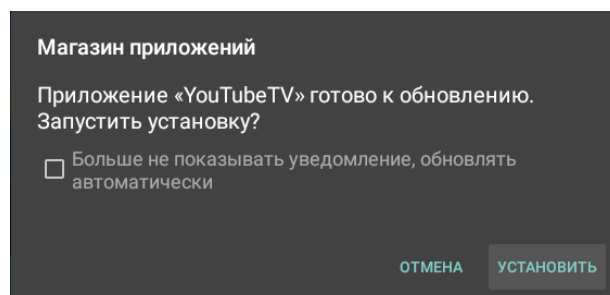 Магазин приложений
Приложение «YouTubeTV» готово к обновлению.
Запустить установку?
Больше не показывать уведомление, обновлять
автоматически
ОТМЕНА УСТАНОВИТЬ